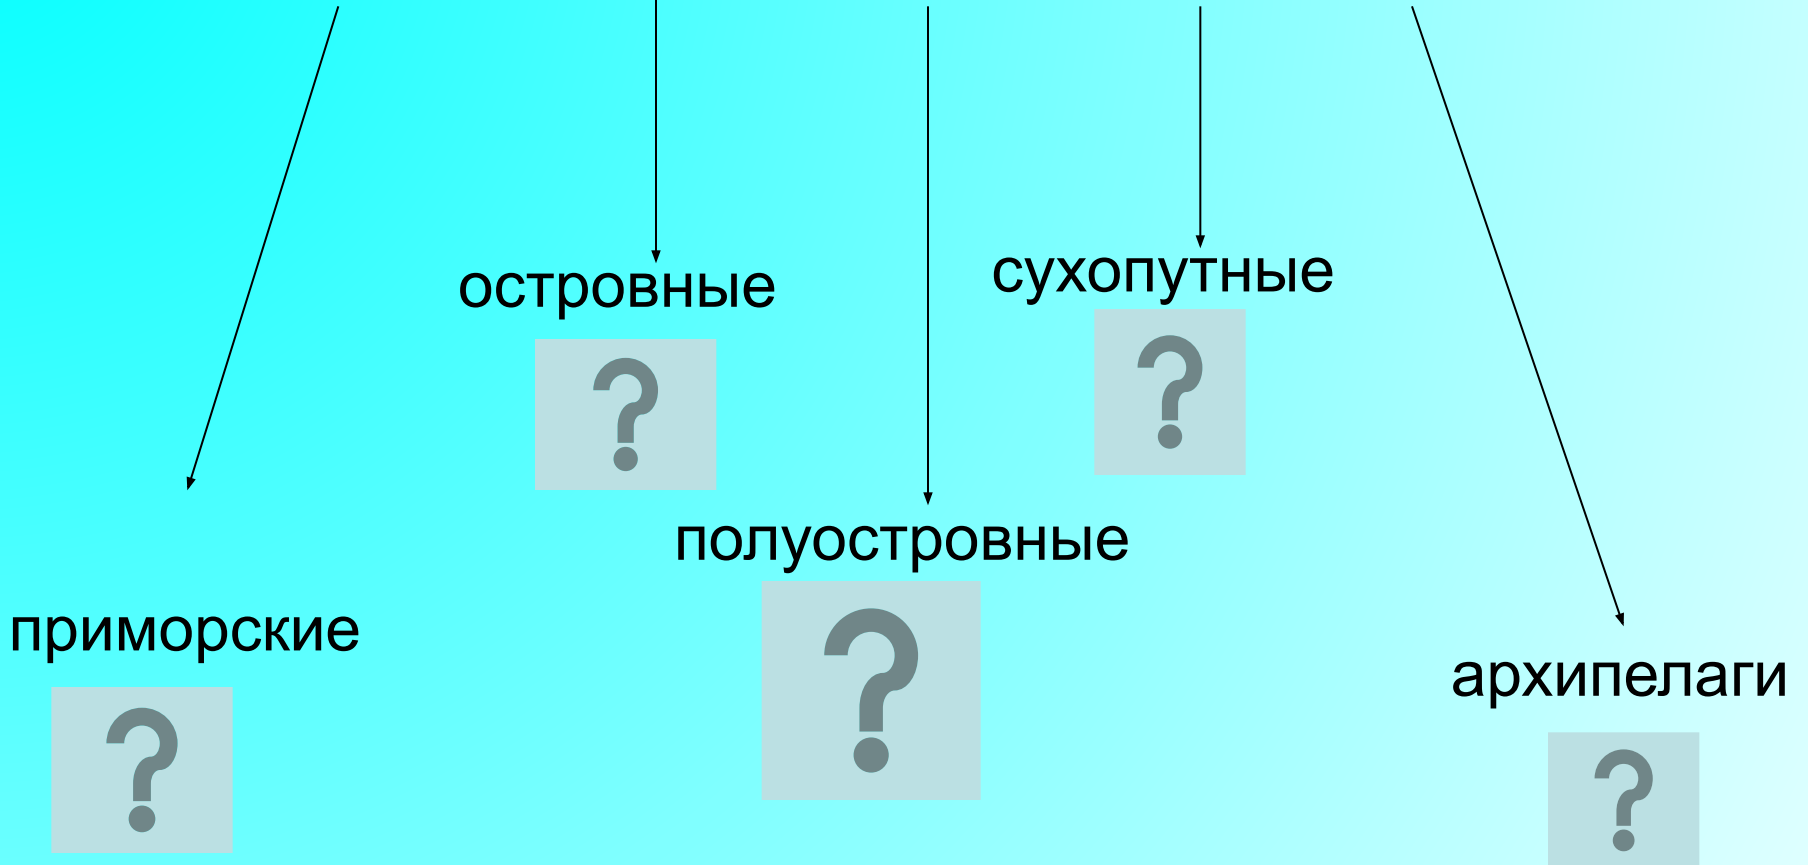 островные
сухопутные
?
?
полуостровные
приморские
?
архипелаги
?
?